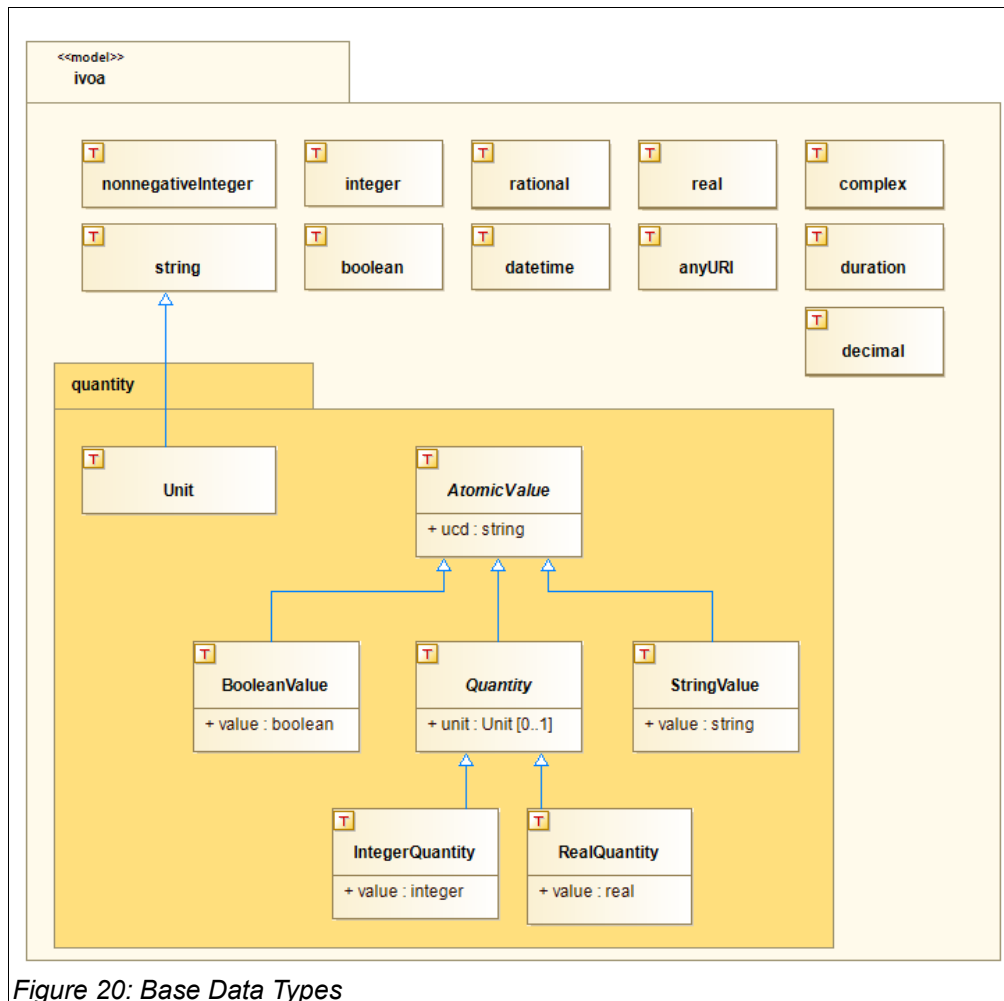 <<model>>
ivoa
T T T T T
nonnegativeInteger integer rational real complex
T T T T T
string boolean datetime anyURI duration
T
decimal
quantity
T T
Unit AtomicValue
+ ucd : string
T T T
BooleanValue Quantity StringValue
+ value : boolean + unit : Unit [0..1] + value : string
T T
IntegerQuantity RealQuantity
+ value : integer + value : real
Figure 20: Base Data Types